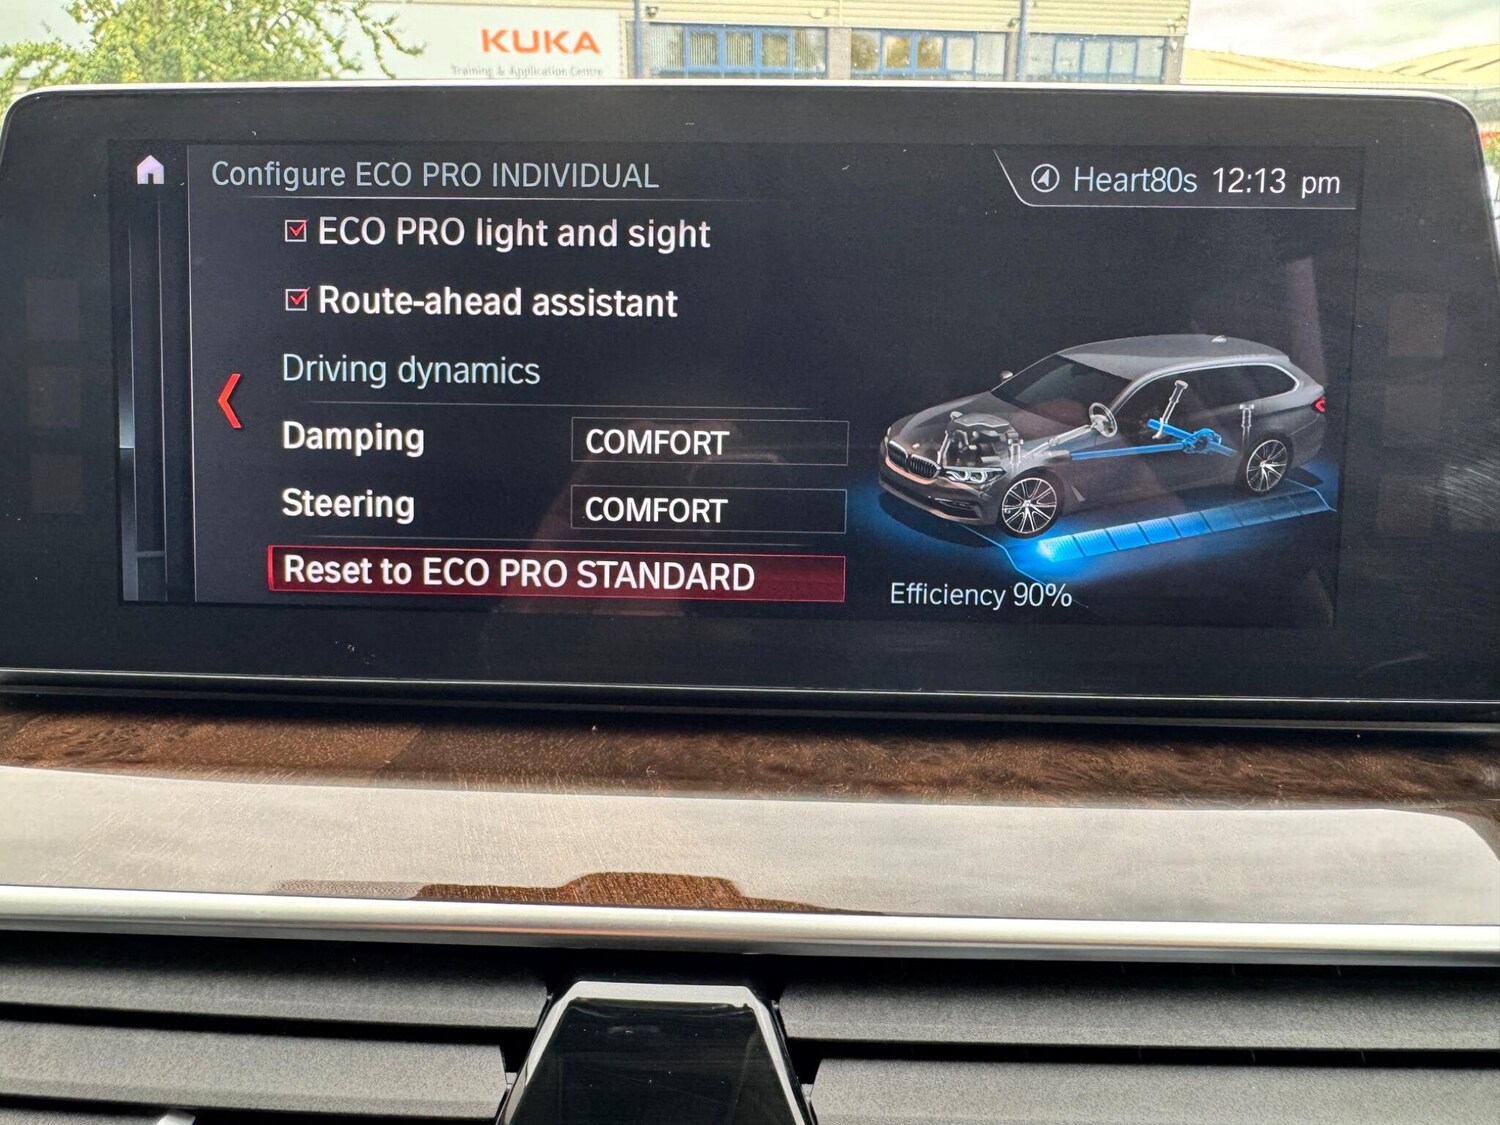 KUKA
Training & Application Centre
Configure ECO PRO INDIVIDUAL
Heart80s 12:13 pm
ECO PRO light and sight
Route-ahead assistant
Driving dynamics
Damping COMFORT
Steering COMFORT
Reset to ECO PRO STANDARD
Efficiency 90%